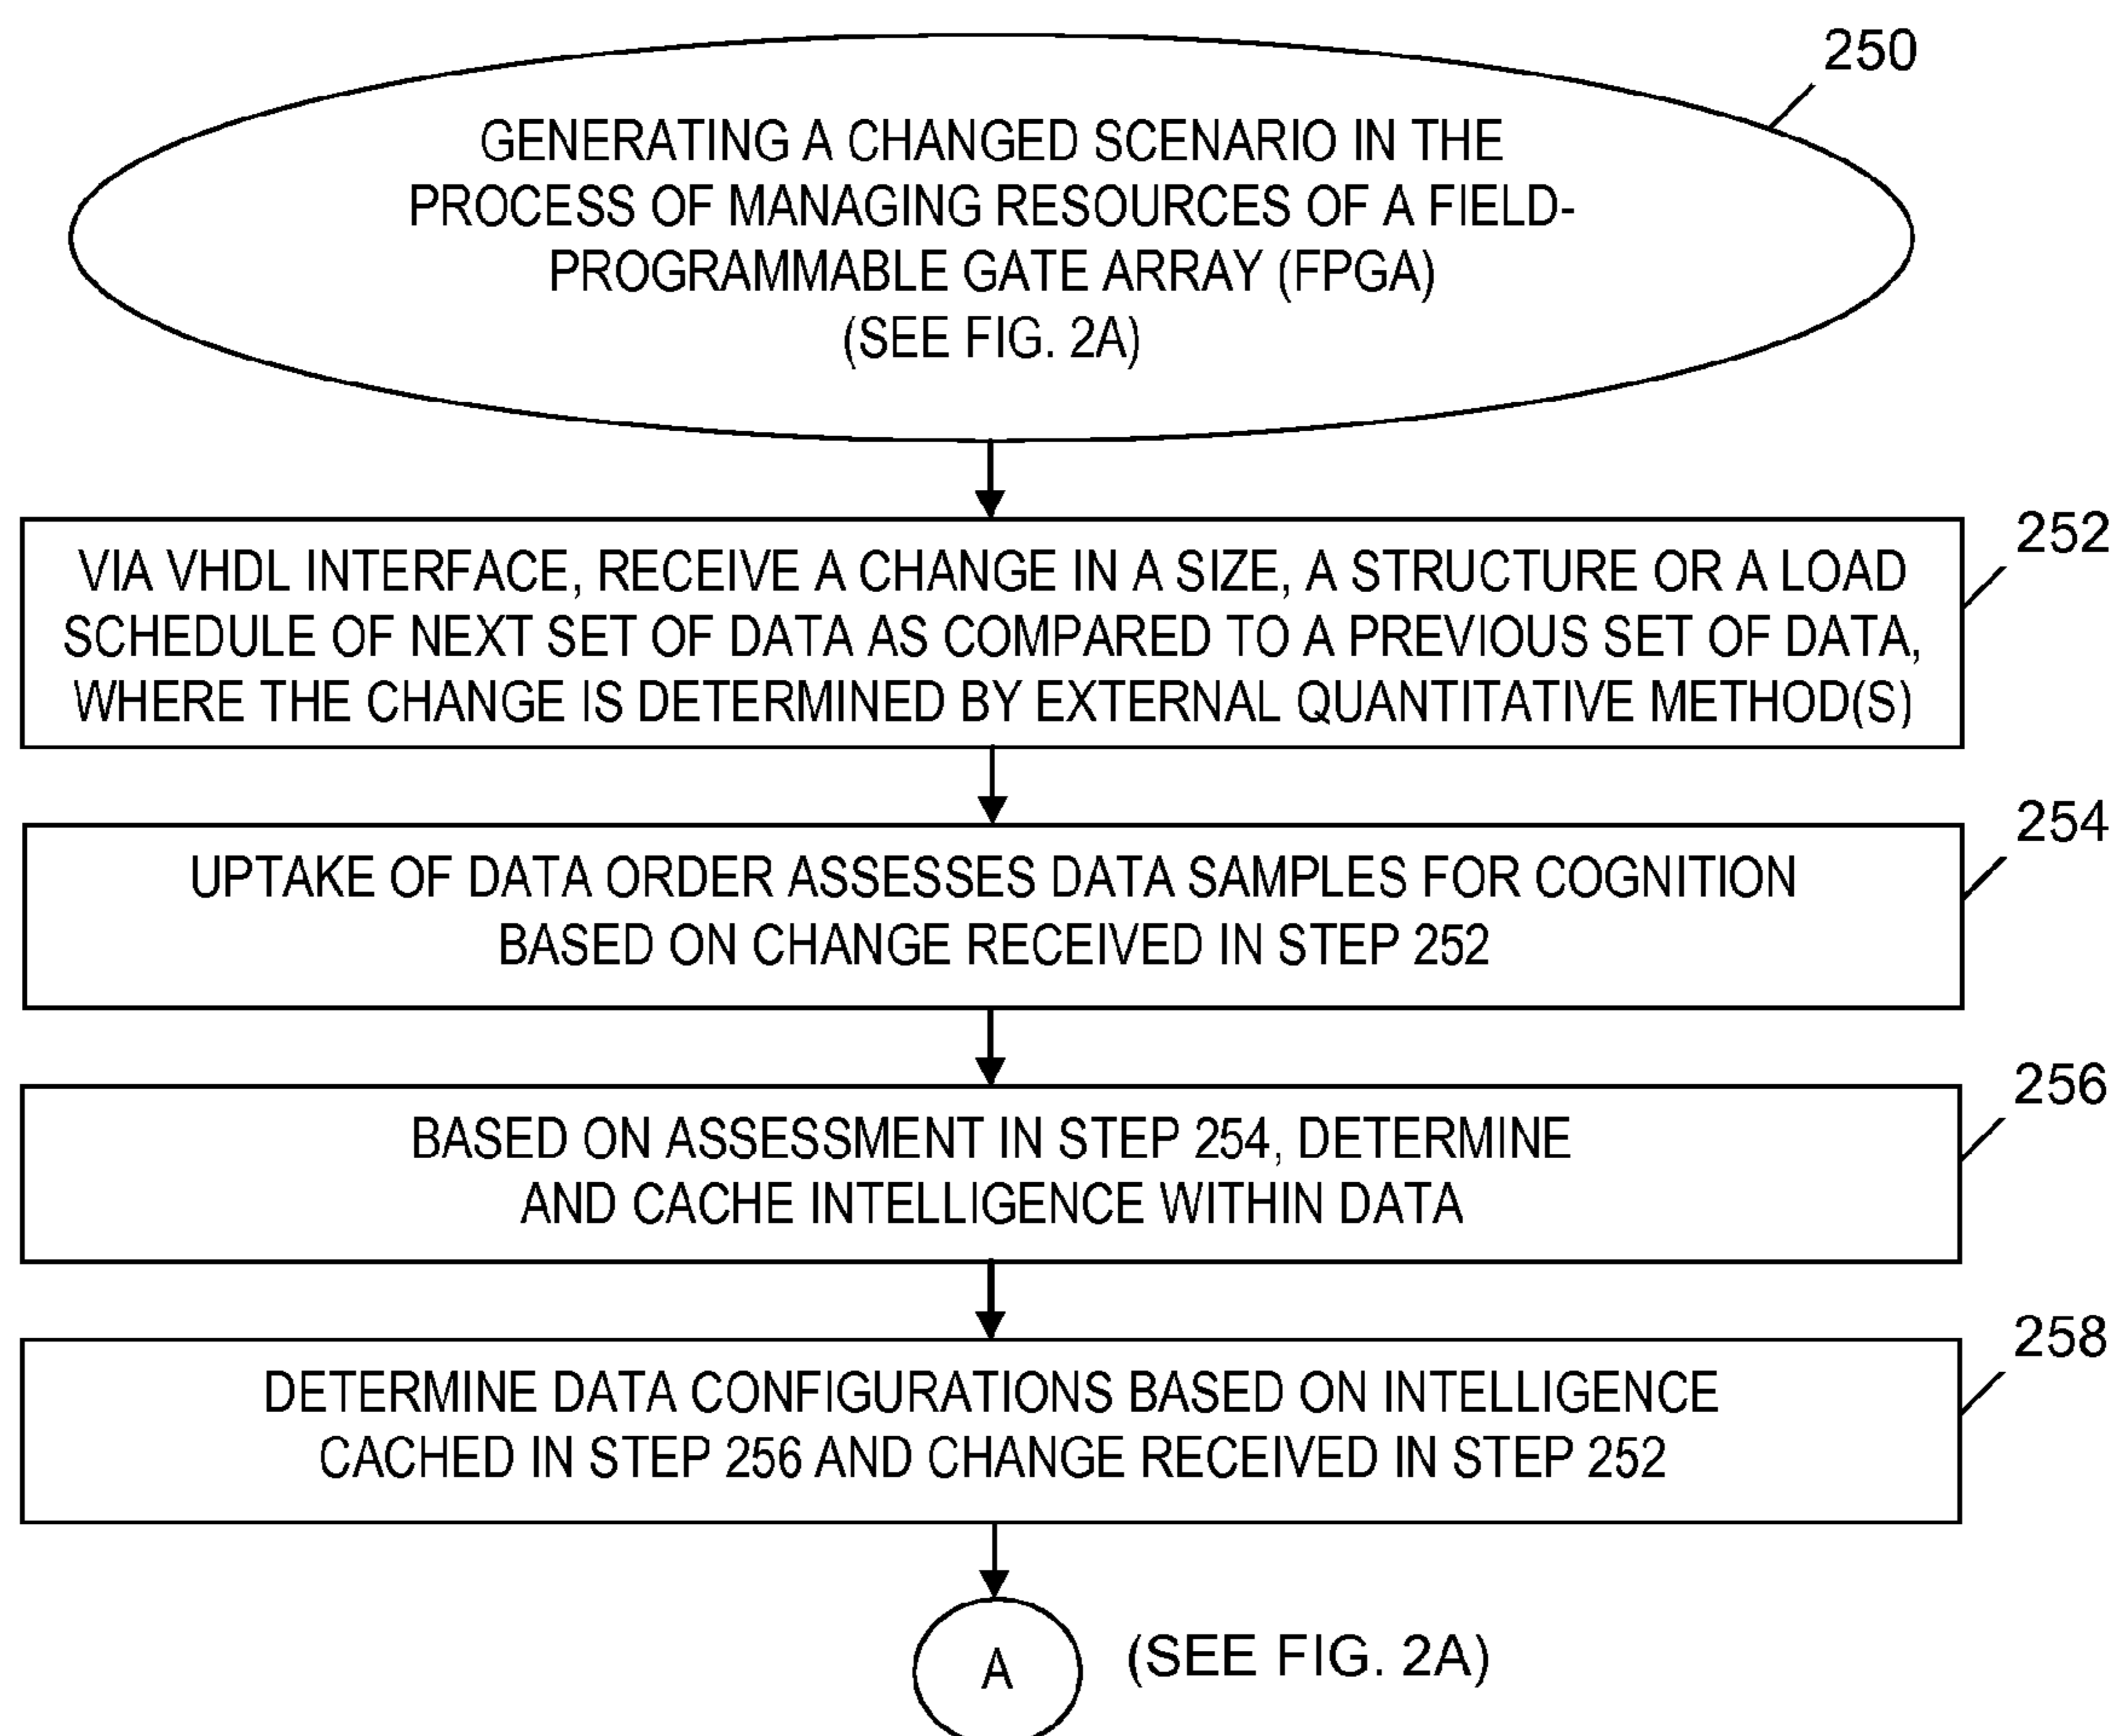 250
GENERATING A CHANGED SCENARIO IN THE
PROCESS OF MANAGING RESOURCES OF A FIELD-
PROGRAMMABLE GATE ARRAY (FPGA)
(SEE FIG. 2A)
252
VIA VHDL INTERFACE, RECEIVE A CHANGE IN A SIZE, A STRUCTURE OR A LOAD
SCHEDULE OF NEXT SET OF DATA AS COMPARED TO A PREVIOUS SET OF DATA,
WHERE THE CHANGE IS DETERMINED BY EXTERNAL QUANTITATIVE METHOD(S)
254
UPTAKE OF DATA ORDER ASSESSES DATA SAMPLES FOR COGNITION
BASED ON CHANGE RECEIVED IN STEP 252
256
BASED ON ASSESSMENT IN STEP 254, DETERMINE
AND CACHE INTELLIGENCE WITHIN DATA
258
DETERMINE DATA CONFIGURATIONS BASED ON INTELLIGENCE
CACHED IN STEP 256 AND CHANGE RECEIVED IN STEP 252
A (SEE FIG. 2A)